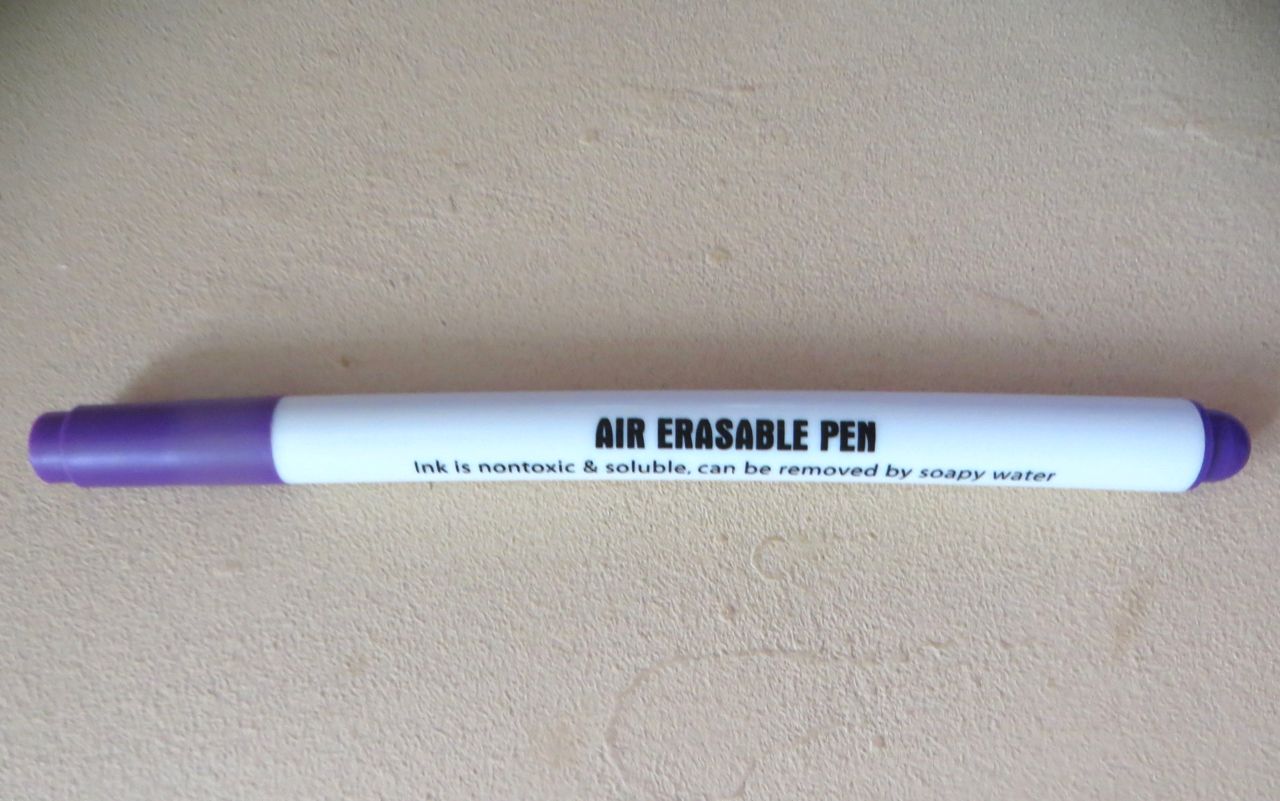 AIR ERASABLE PEN
Ink is nontoxic & soluble, can be removed by soapy water